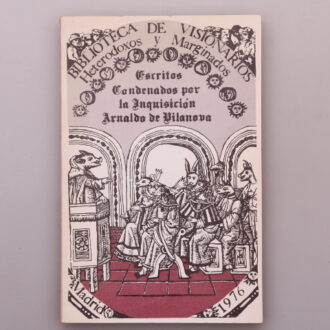 BIBLIOTECA DE VISIONARIOS
Heterodoxos y Marginados
Escritos
Condenados por
la Inquisición
Arnaldo de Vilanova
Madrid
1976